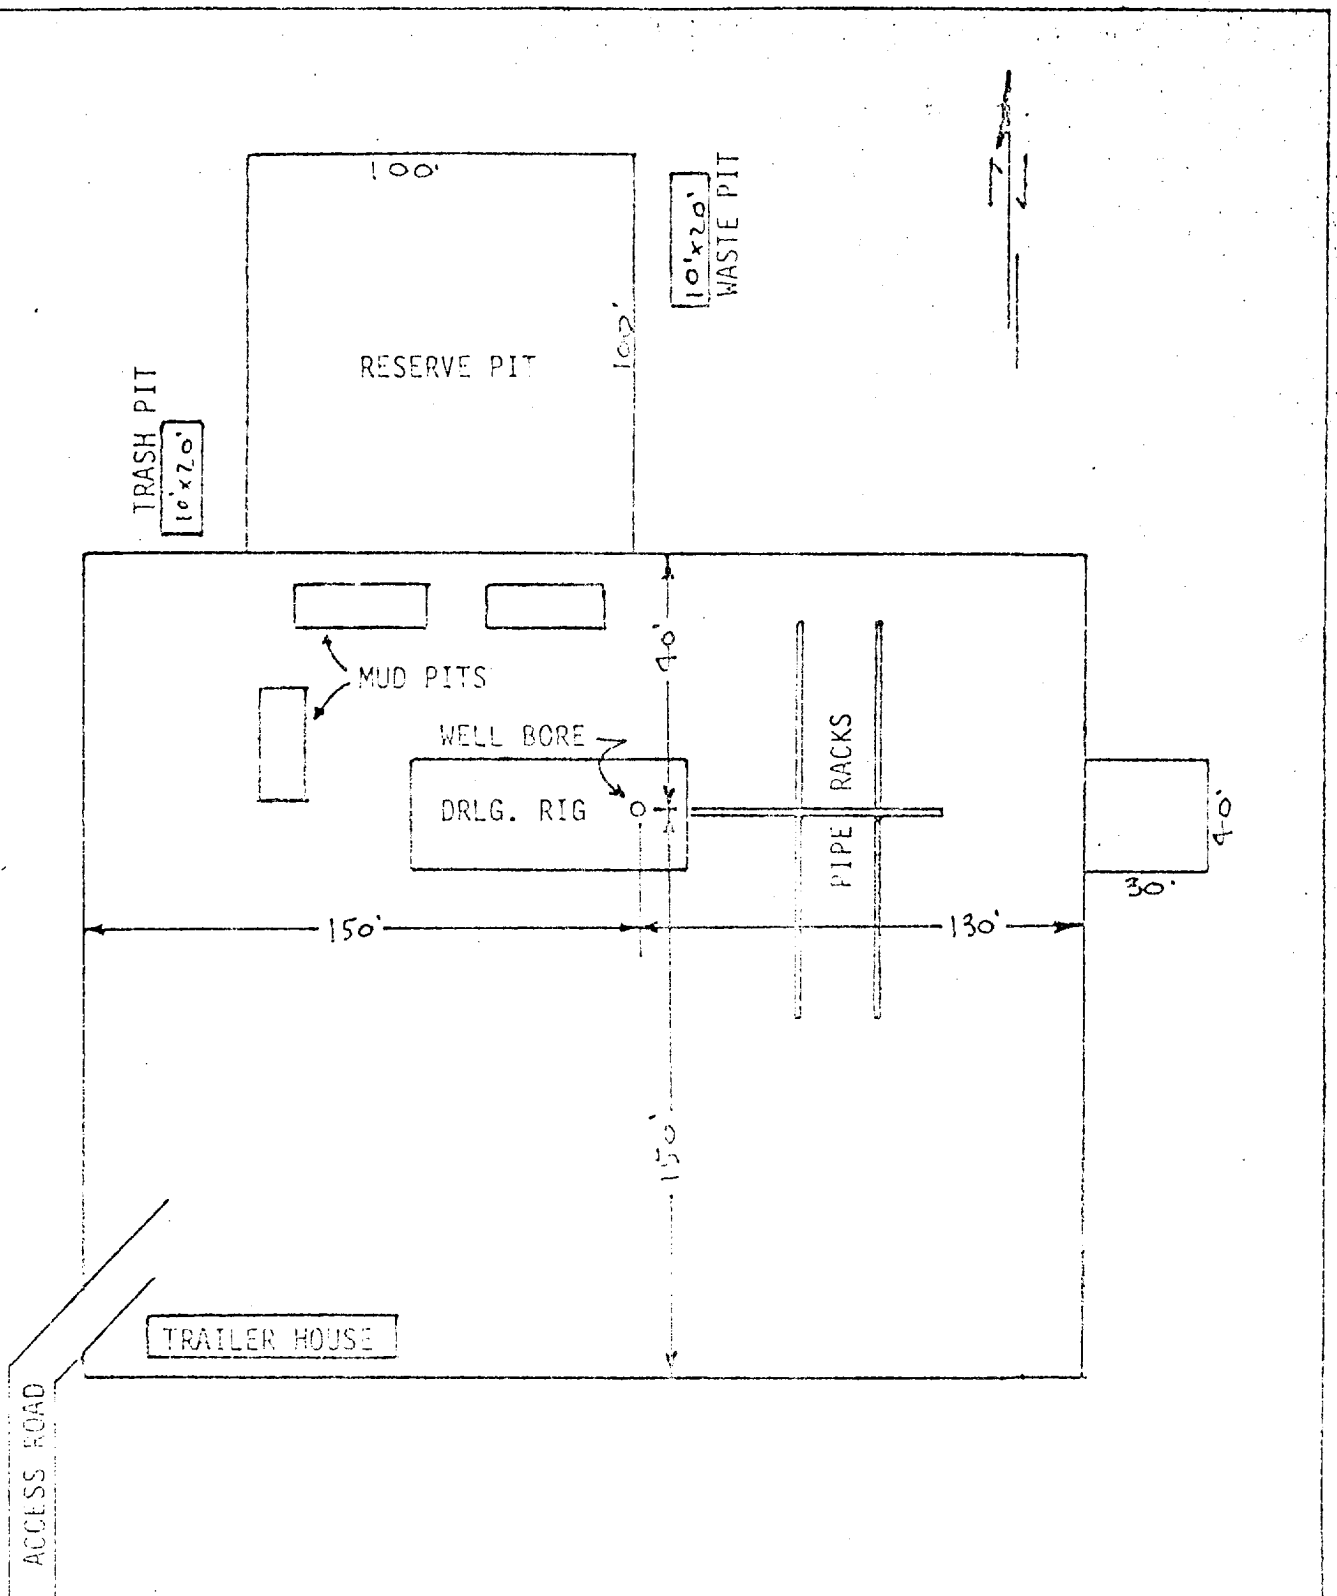 100'
10'x20'
WASTE PIT
100'
RESERVE PIT
TRASH PIT
10'x20'
40'
MUD PITS
WELL BORE
DRLG. RIG
PIPE RACKS
40'
30'
150'
130'
150'
TRAILER HOUSE
ACCESS ROAD